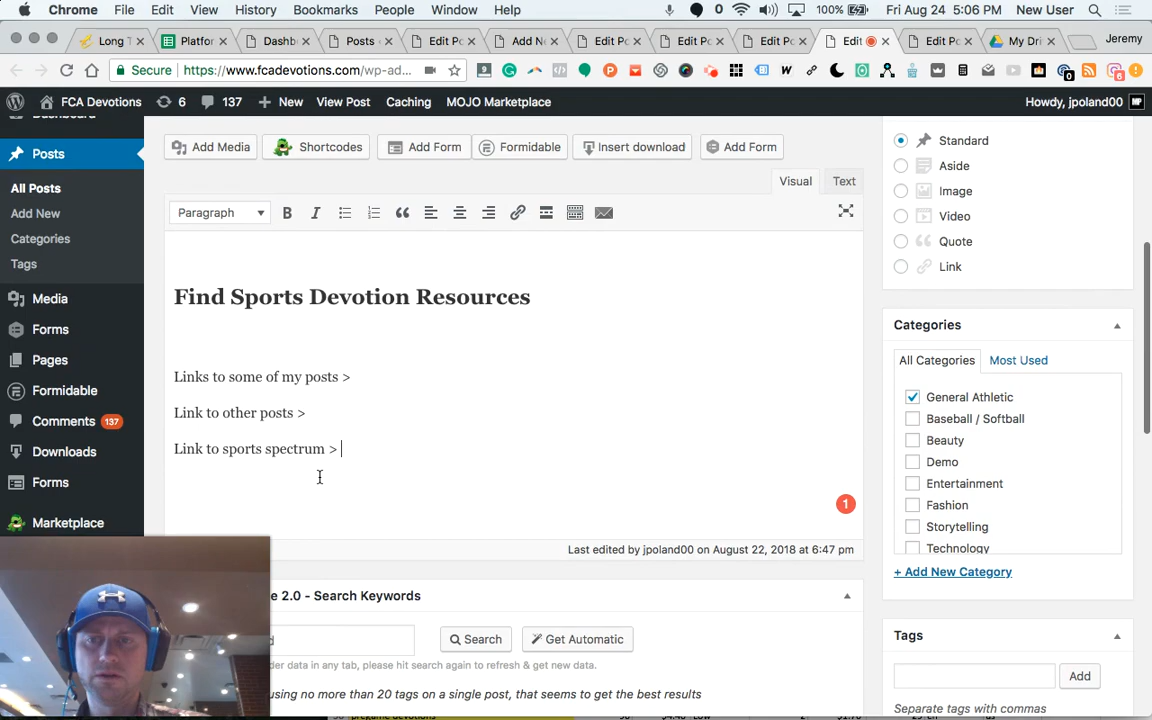 Chrome File Edit View History Bookmarks People Window Help 0 100% Fri Aug 24 5:06 PM New User
Long T Platfor Dashb Posts Edit Po Add Ne Edit Po Edit Po Edit Po Edit Edit Po My Dri Jeremy
Secure https://www.fcadevotions.com/wp-ad...
FCA Devotions 6 137 New View Post Caching MOJO Marketplace Howdy, jpoland00
Dashboard
Posts
All Posts
Add New
Categories
Tags
Media
Forms
Pages
Formidable
Comments 137
Downloads
Forms
Marketplace
Add Media Shortcodes Add Form Formidable Insert download Add Form
Visual Text
Paragraph
Find Sports Devotion Resources
Links to some of my posts >
Link to other posts >
Link to sports spectrum >
1
Last edited by jpoland00 on August 22, 2018 at 6:47 pm
e 2.0 - Search Keywords
d Search Get Automatic
der data in any tab, please hit search again to refresh & get new data.
using no more than 20 tags on a single post, that seems to get the best results
Standard
Aside
Image
Video
Quote
Link
Categories
All Categories Most Used
General Athletic
Baseball / Softball
Beauty
Demo
Entertainment
Fashion
Storytelling
Technology
+ Add New Category
Tags
Add
Separate tags with commas